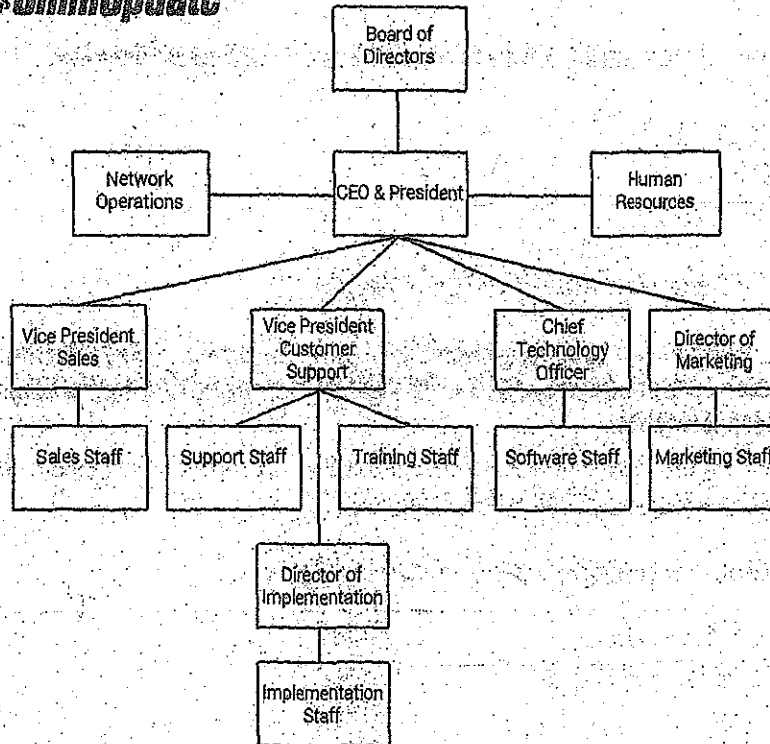 Board of
Directors
Network
Operations
CEO & President
Human
Resources
Vice President
Sales
Vice President
Customer
Support
Chief
Technology
Officer
Director of
Marketing
Sales Staff
Support Staff
Training Staff
Software Staff
Marketing Staff
Director of
Implementation
Implementation
Staff